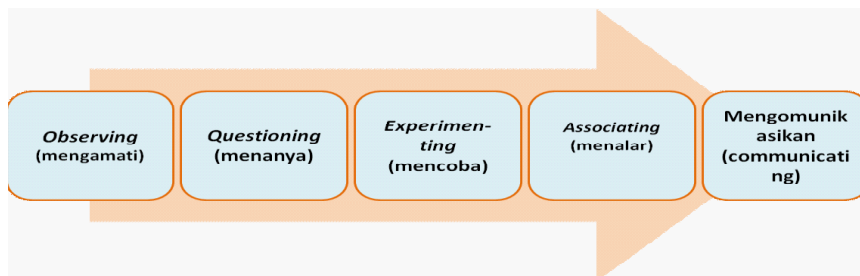 Observing
(mengamati)
Questioning
(menanya)
Experimen-
ting
(mencoba)
Associating
(menalar)
Mengomunik
asikan
(communicati
ng)